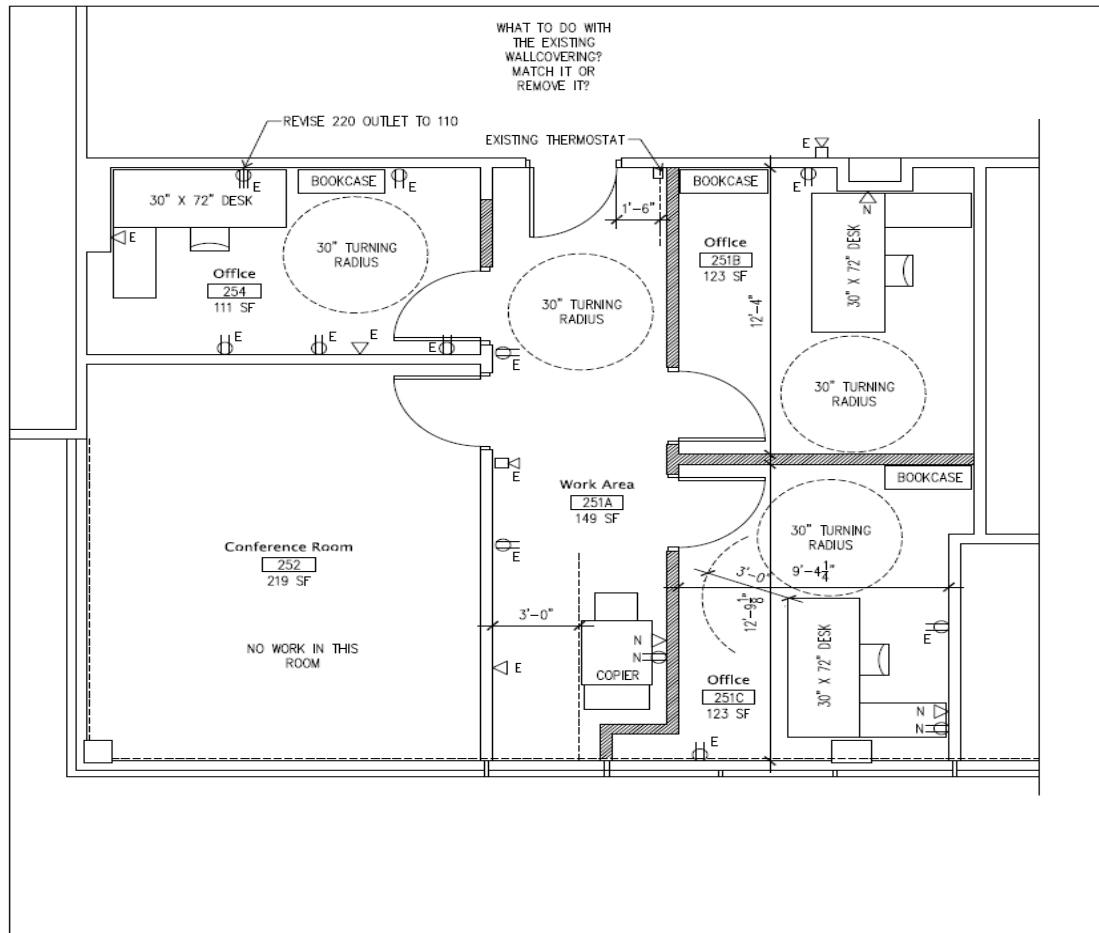 WHAT TO DO WITH
THE EXISTING
WALLCOVERING?
MATCH IT OR
REMOVE IT?
REVISE 220 OUTLET TO 110
EXISTING THERMOSTAT
E
E
BOOKCASE
30" X 72" DESK
E
30" TURNING
RADIUS
Office
254
111 SF
E
E
E
E
1'-6"
30" TURNING
RADIUS
E
BOOKCASE
E
E
N
Office
251B
123 SF
30" X 72" DESK
12'-4"
30" TURNING
RADIUS
E
Work Area
251A
149 SF
E
3'-0"
E
N
N
COPIER
Conference Room
252
219 SF
NO WORK IN THIS
ROOM
BOOKCASE
30" TURNING
RADIUS
3'-0"
9'-4 1/4"
12'-9 1/8"
E
30" X 72" DESK
Office
251C
123 SF
N
N
E